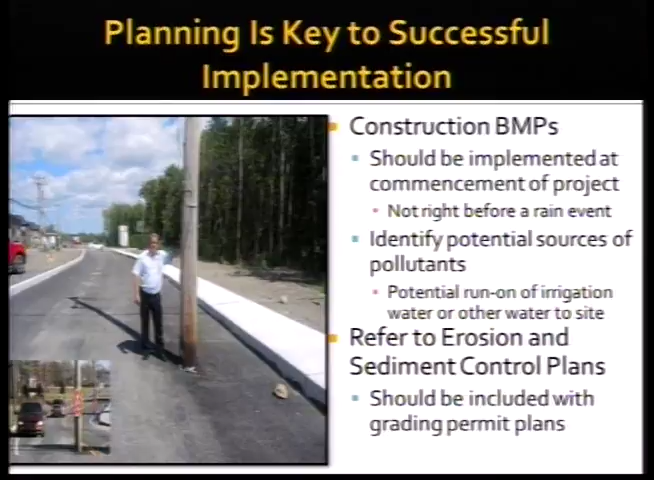 Planning Is Key to Successful
Implementation
Construction BMPs
Should be implemented at
commencement of project
Not right before a rain event
Identify potential sources of
pollutants
Potential run-on of irrigation
water or other water to site
Refer to Erosion and
Sediment Control Plans
Should be included with
grading permit plans